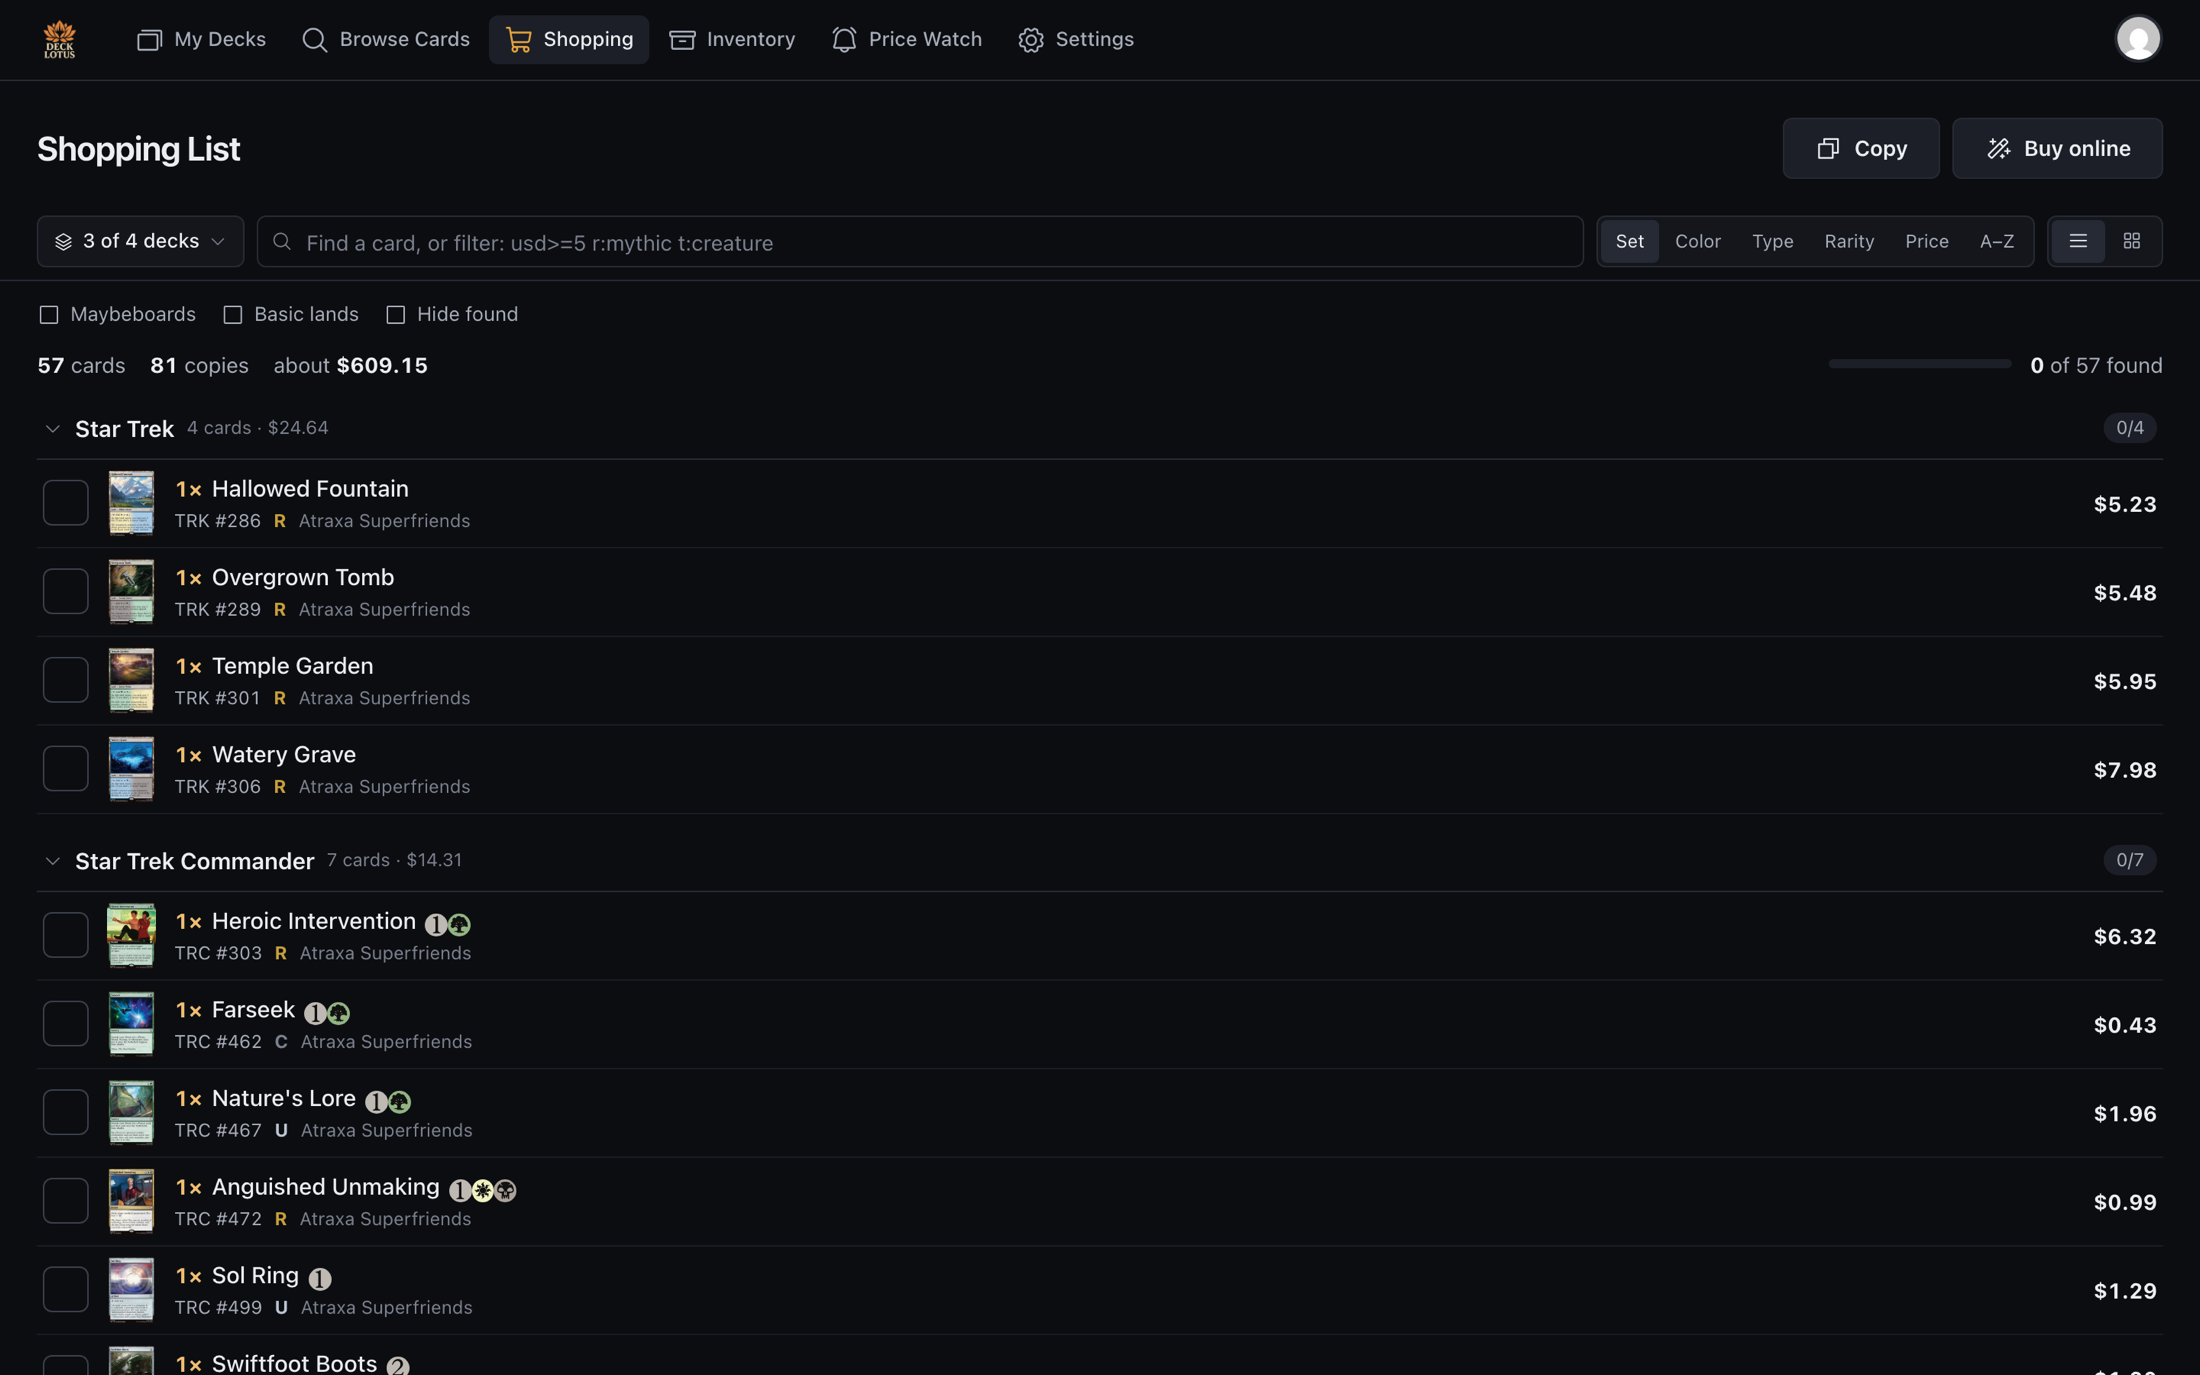 DECK
LOTUS
My Decks
Browse Cards
Shopping
Inventory
Price Watch
Settings
Shopping List
Copy
Buy online
3 of 4 decks
Find a card, or filter: usd>=5 r:mythic t:creature
Set
Color
Type
Rarity
Price
A–Z
Maybeboards
Basic lands
Hide found
57 cards 81 copies about $609.15
0 of 57 found
Star Trek 4 cards · $24.64
0/4
1× Hallowed Fountain
TRK #286 R Atraxa Superfriends
$5.23
1× Overgrown Tomb
TRK #289 R Atraxa Superfriends
$5.48
1× Temple Garden
TRK #301 R Atraxa Superfriends
$5.95
1× Watery Grave
TRK #306 R Atraxa Superfriends
$7.98
Star Trek Commander 7 cards · $14.31
0/7
1× Heroic Intervention 1
TRC #303 R Atraxa Superfriends
$6.32
1× Farseek 1
TRC #462 C Atraxa Superfriends
$0.43
1× Nature's Lore 1
TRC #467 U Atraxa Superfriends
$1.96
1× Anguished Unmaking 1
TRC #472 R Atraxa Superfriends
$0.99
1× Sol Ring 1
TRC #499 U Atraxa Superfriends
$1.29
1× Swiftfoot Boots 2